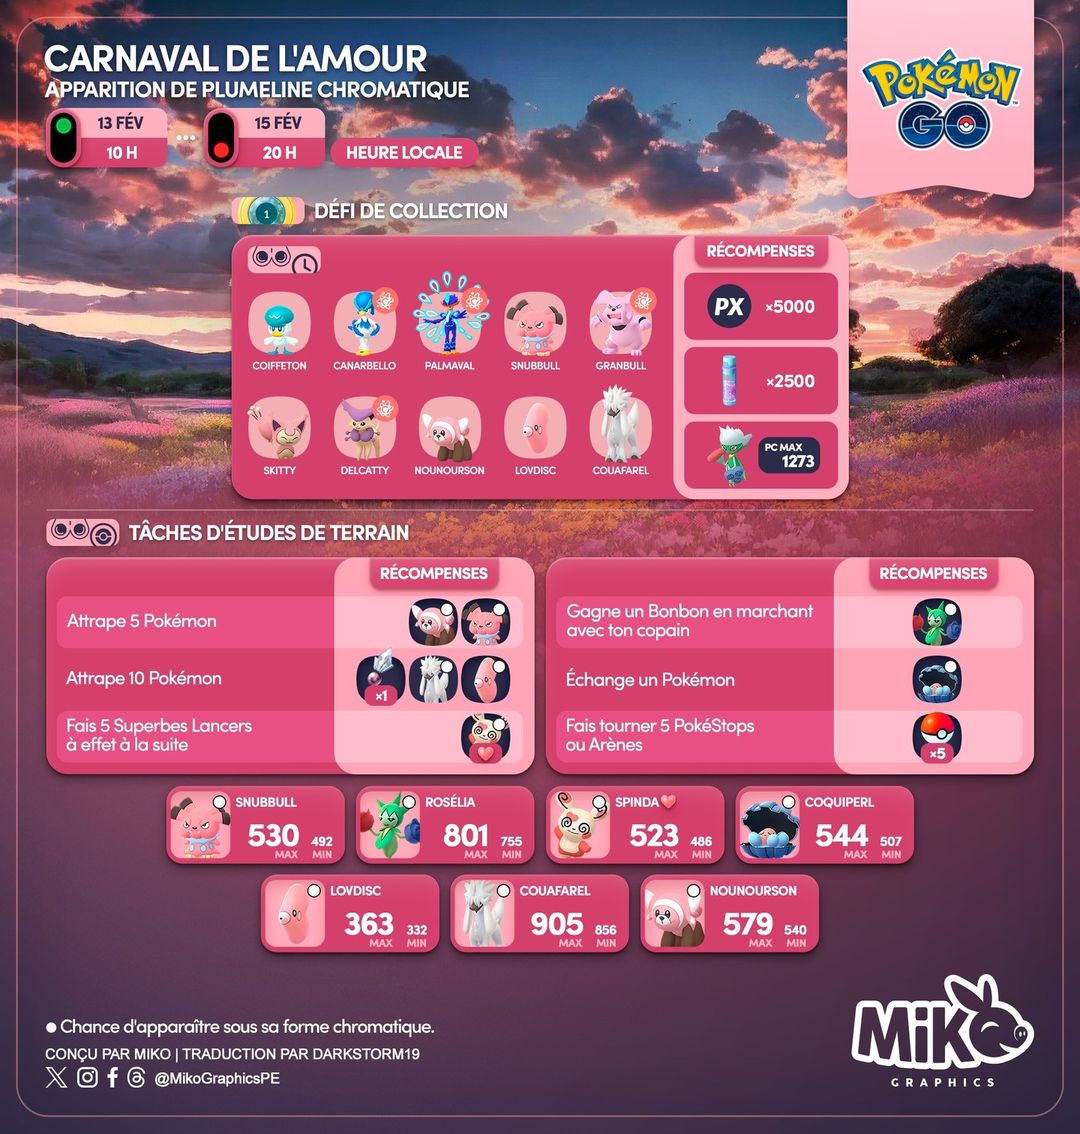 CARNAVAL DE L'AMOUR
APPARITION DE PLUMELINE CHROMATIQUE
13 FÉV
10 H
...
15 FÉV
20 H
HEURE LOCALE
POKéMON
GO
1
DÉFI DE COLLECTION
COIFFETON
CANARBELLO
PALMAVAL
SNUBBULL
GRANBULL
SKITTY
DELCATTY
NOUNOURSON
LOVDISC
COUAFAREL
RÉCOMPENSES
PX ×5000
×2500
PC MAX
1273
TÂCHES D'ÉTUDES DE TERRAIN
RÉCOMPENSES
Attrape 5 Pokémon
Attrape 10 Pokémon
×1
Fais 5 Superbes Lancers
à effet à la suite
RÉCOMPENSES
Gagne un Bonbon en marchant
avec ton copain
Échange un Pokémon
Fais tourner 5 PokéStops
ou Arènes
×5
SNUBBULL
530 492
MAX MIN
ROSÉLIA
801 755
MAX MIN
SPINDA
523 486
MAX MIN
COQUIPERL
544 507
MAX MIN
LOVDISC
363 332
MAX MIN
COUAFAREL
905 856
MAX MIN
NOUNOURSON
579 540
MAX MIN
Chance d'apparaître sous sa forme chromatique.
CONÇU PAR MIKO | TRADUCTION PAR DARKSTORM19
@MikoGraphicsPE
MiKO
GRAPHICS